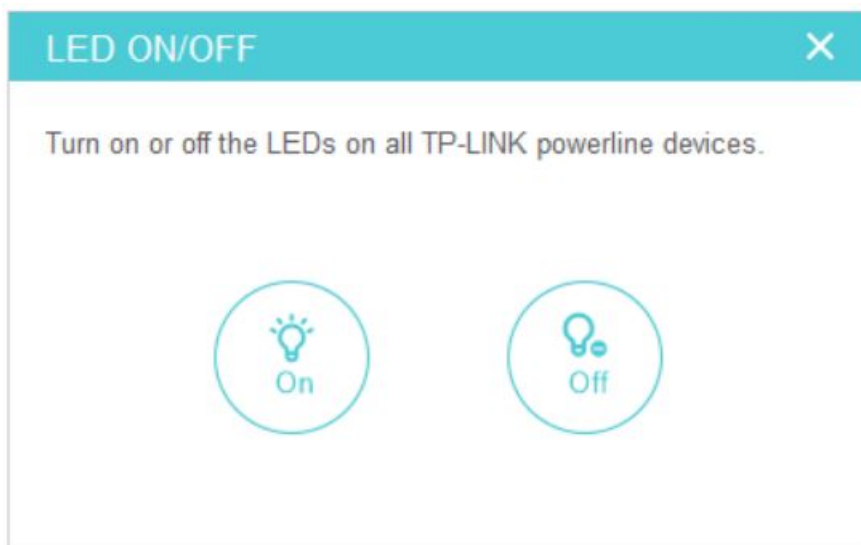 LED ON/OFF
Turn on or off the LEDs on all TP-LINK powerline devices.
On
Off